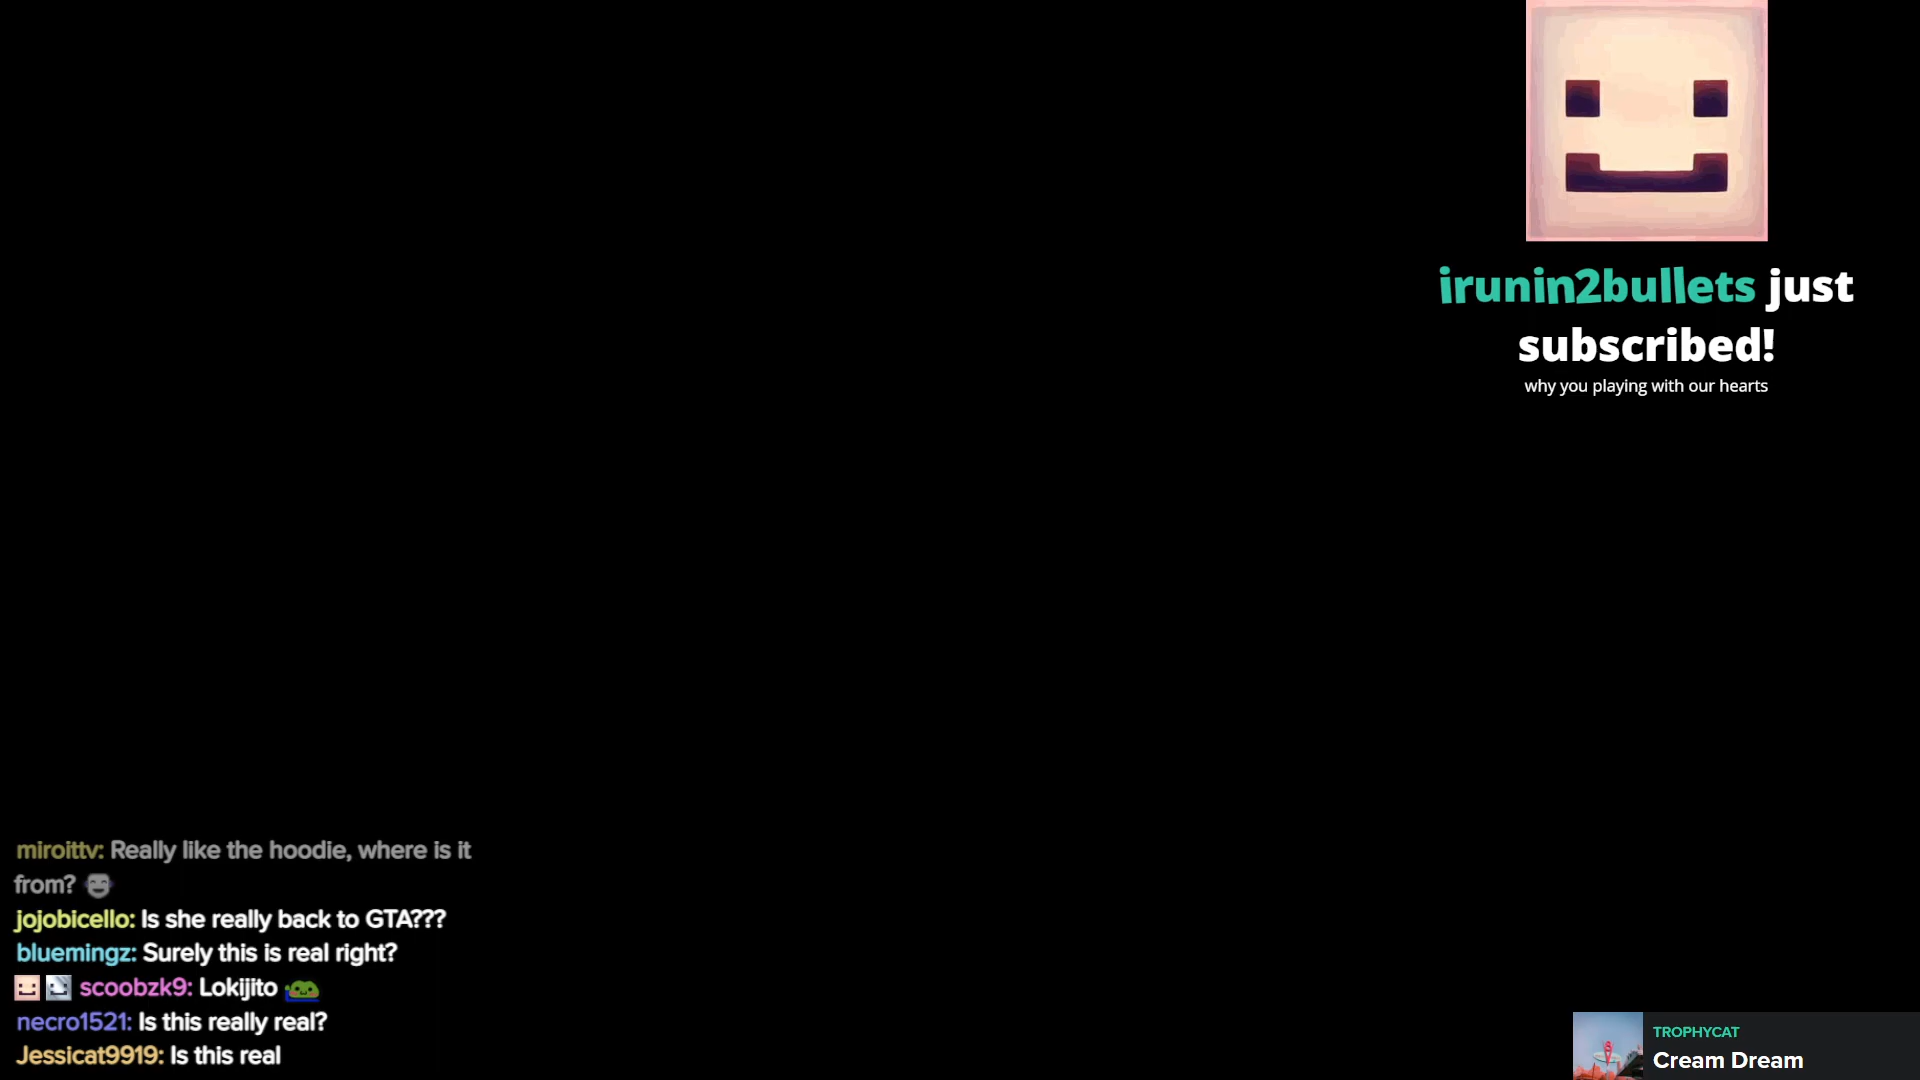 irunin2bullets just
subscribed!
why you playing with our hearts
miroittv: Really like the hoodie, where is it
from?
jojobicello: Is she really back to GTA???
bluemingz: Surely this is real right?
scoobzk9: Lokijito
necro1521: Is this really real?
Jessicat9919: Is this real
TROPHYCAT
Cream Dream